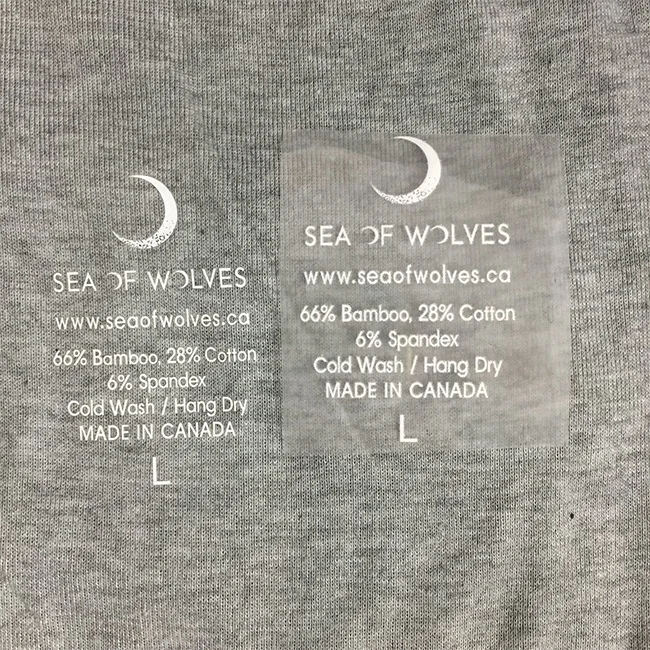 SEA OF WOLVES
www.seaofwolves.ca
66% Bamboo, 28% Cotton
6% Spandex
Cold Wash / Hang Dry
MADE IN CANADA
L
SEA OF WOLVES
www.seaofwolves.ca
66% Bamboo, 28% Cotton
6% Spandex
Cold Wash / Hang Dry
MADE IN CANADA
L